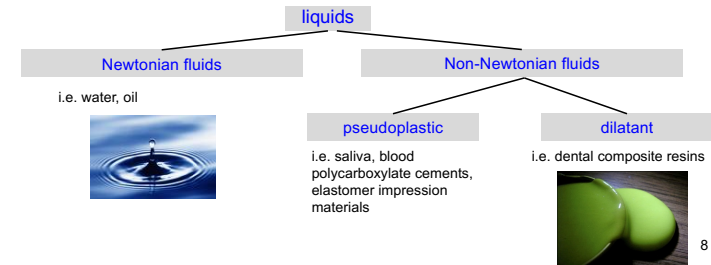 liquids
Newtonian fluids
Non-Newtonian fluids
i.e. water, oil
pseudoplastic
dilatant
i.e. saliva, blood
polycarboxylate cements,
elastomer impression
materials
i.e. dental composite resins
8